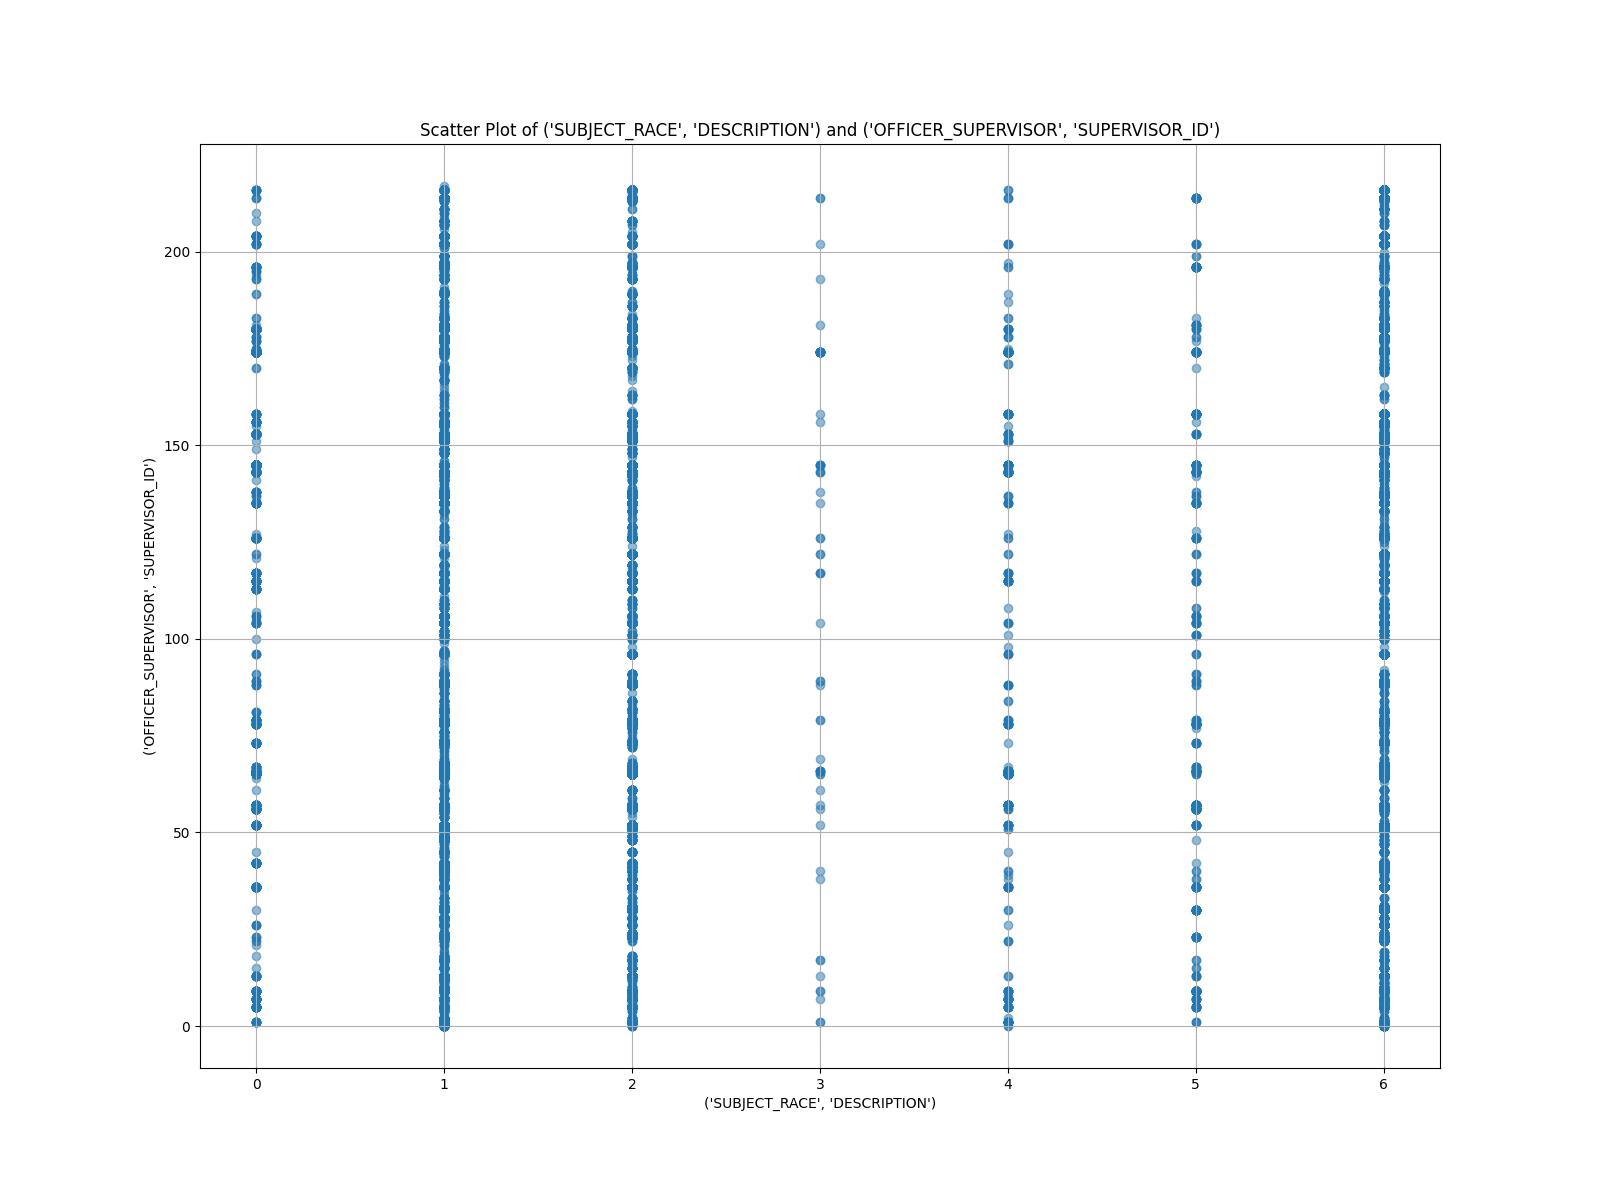 Scatter Plot of ('SUBJECT_RACE', 'DESCRIPTION') and ('OFFICER_SUPERVISOR', 'SUPERVISOR_ID')
('OFFICER_SUPERVISOR', 'SUPERVISOR_ID')
200
150
100
50
0
0 1 2 3 4 5 6
('SUBJECT_RACE', 'DESCRIPTION')